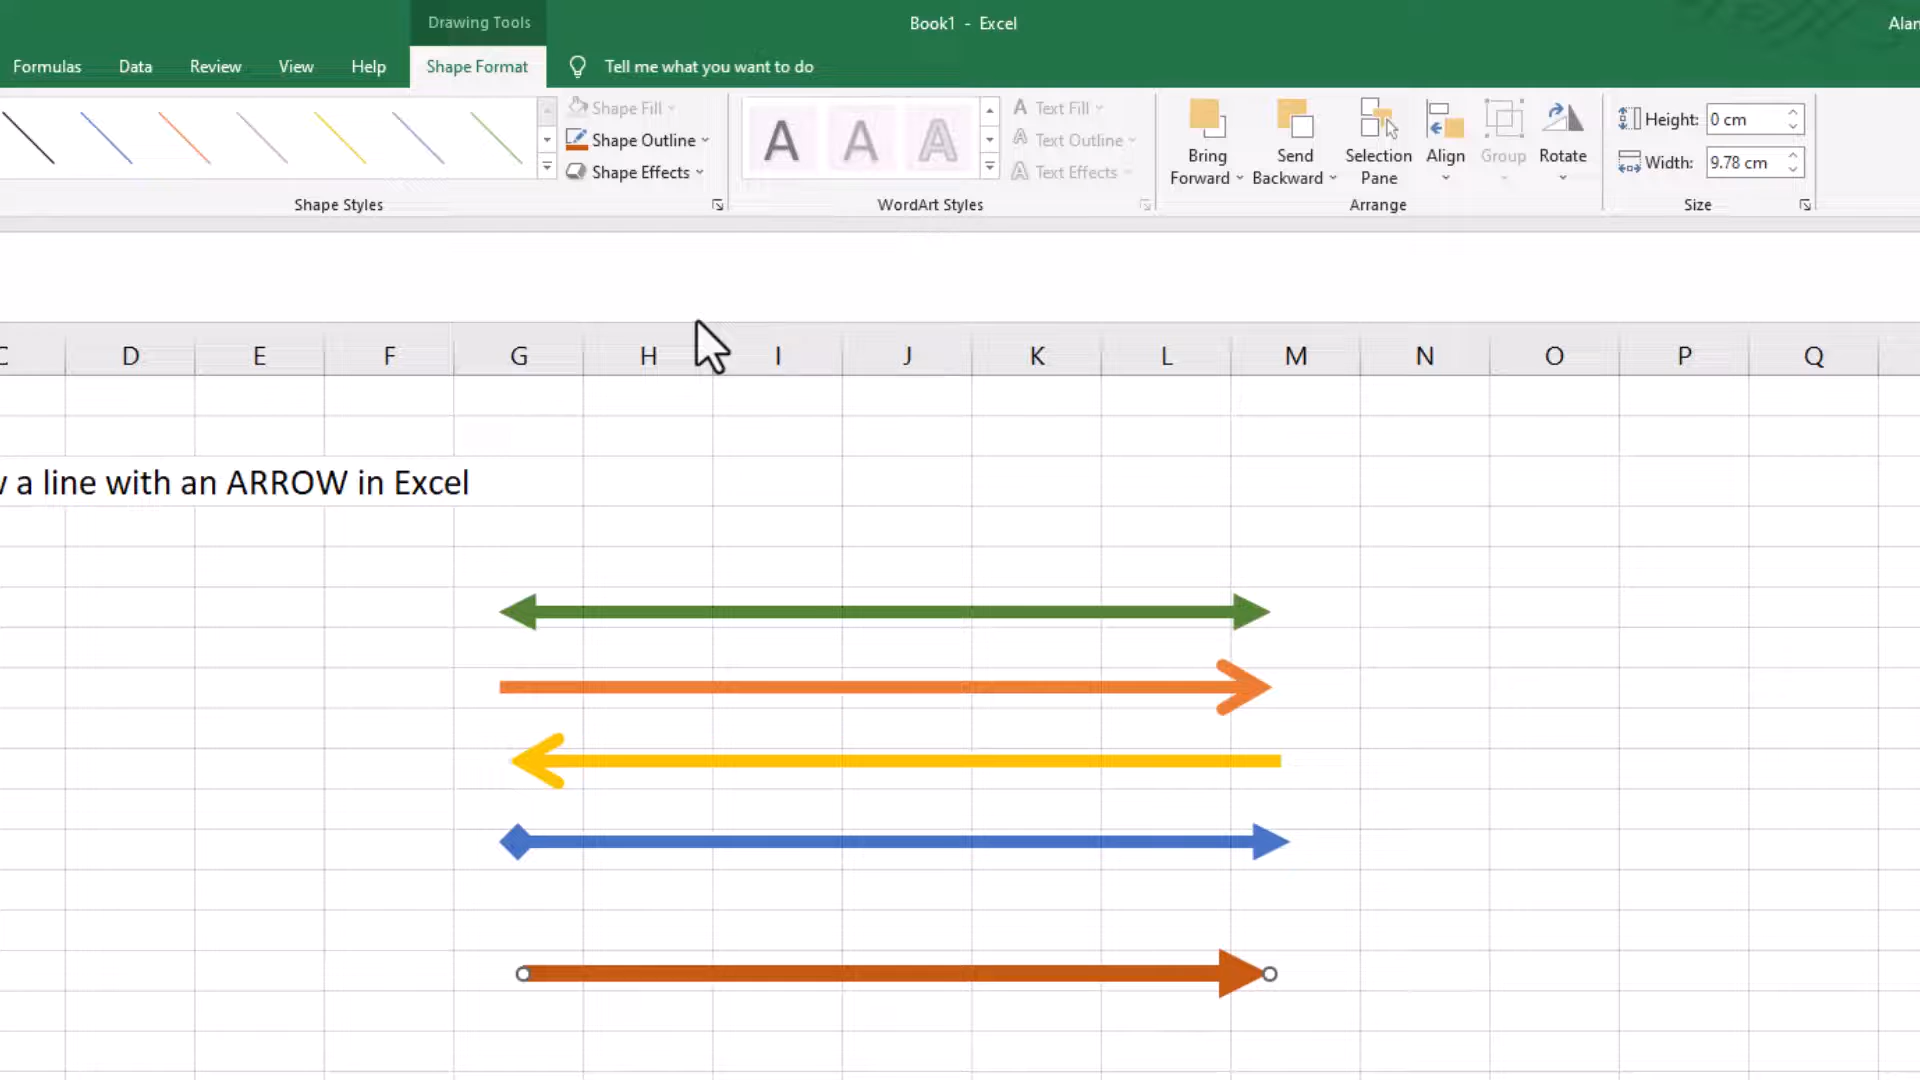 Drawing Tools
Book1 - Excel
Alan
Formulas
Data
Review
View
Help
Shape Format
Tell me what you want to do
Shape Fill
Shape Outline
Shape Effects
Shape Styles
A A A
Text Fill
Text Outline
Text Effects
WordArt Styles
Bring
Forward
Send
Backward
Selection
Pane
Align
Group
Rotate
Arrange
Height: 0 cm
Width: 9.78 cm
Size
C D E F G H I J K L M N O P Q
w a line with an ARROW in Excel